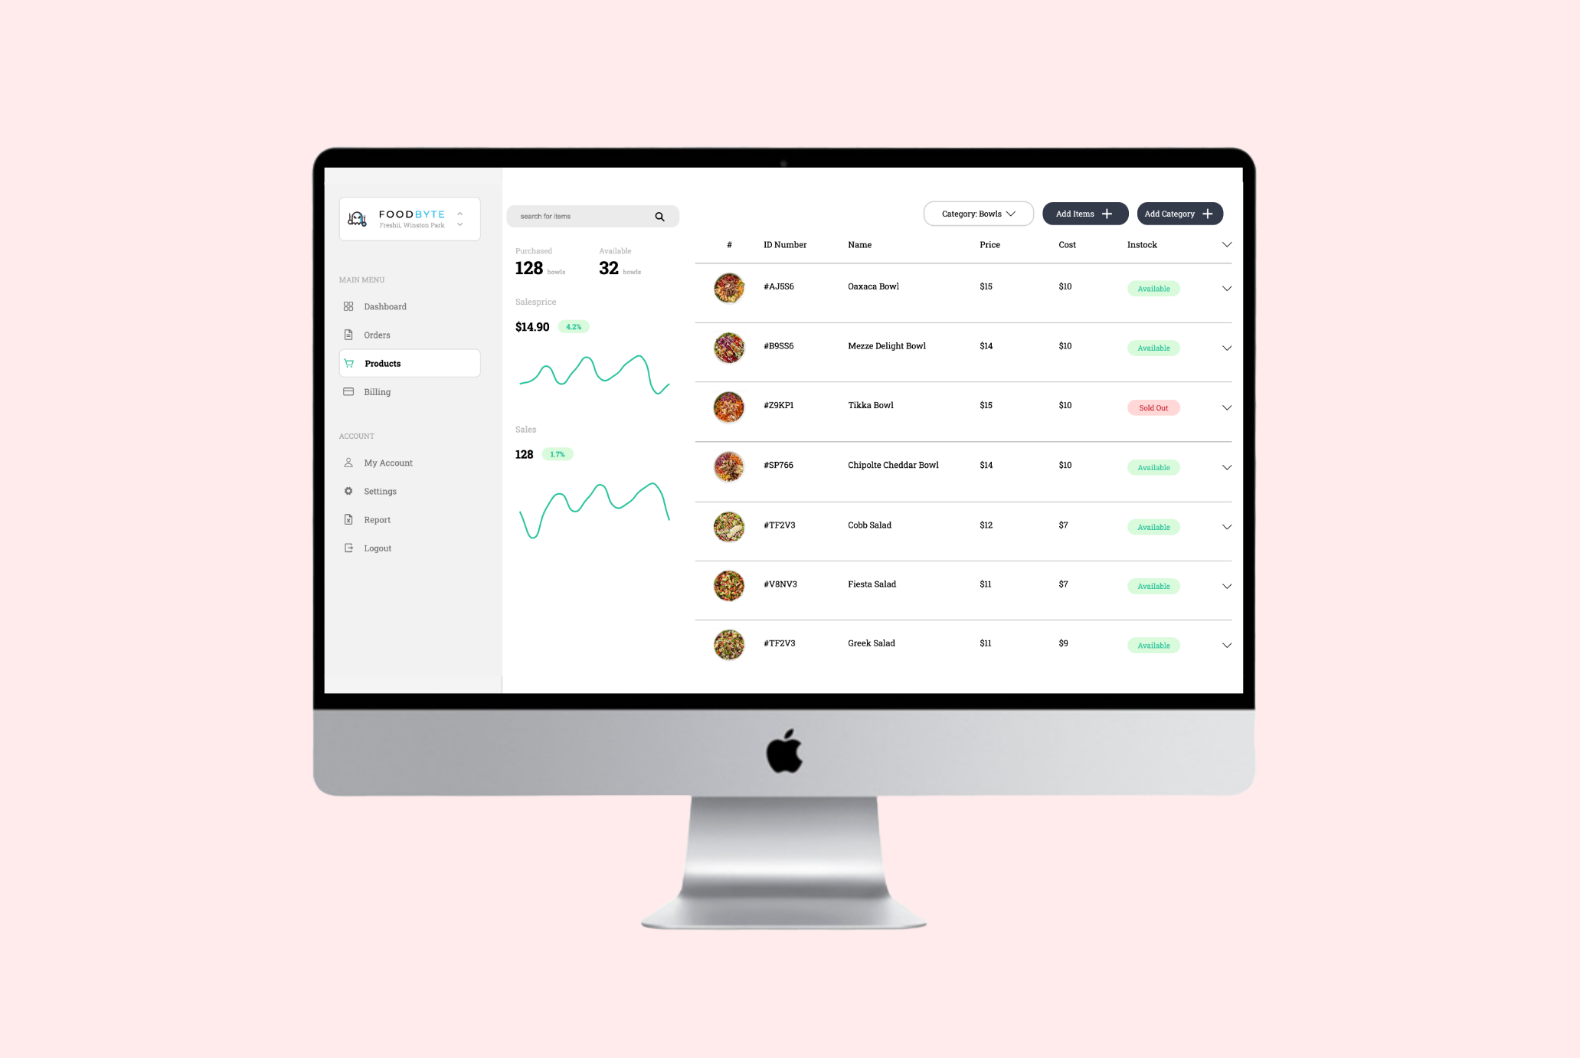 FOODBYTE
Freshii, Winston Park
MAIN MENU
Dashboard
Orders
Products
Billing
ACCOUNT
My Account
Settings
Report
Logout
search for items
Purchased
128 bowls
Available
32 bowls
Salesprice
$14.90 4.2%
Sales
128 1.7%
Category: Bowls
Add Items
Add Category
# ID Number Name Price Cost Instock
#AJ5S6 Oaxaca Bowl $15 $10 Available
#B9SS6 Mezze Delight Bowl $14 $10 Available
#Z9KP1 Tikka Bowl $15 $10 Sold Out
#SP766 Chipolte Cheddar Bowl $14 $10 Available
#TF2V3 Cobb Salad $12 $7 Available
#V8NV3 Fiesta Salad $11 $7 Available
#TF2V3 Greek Salad $11 $9 Available